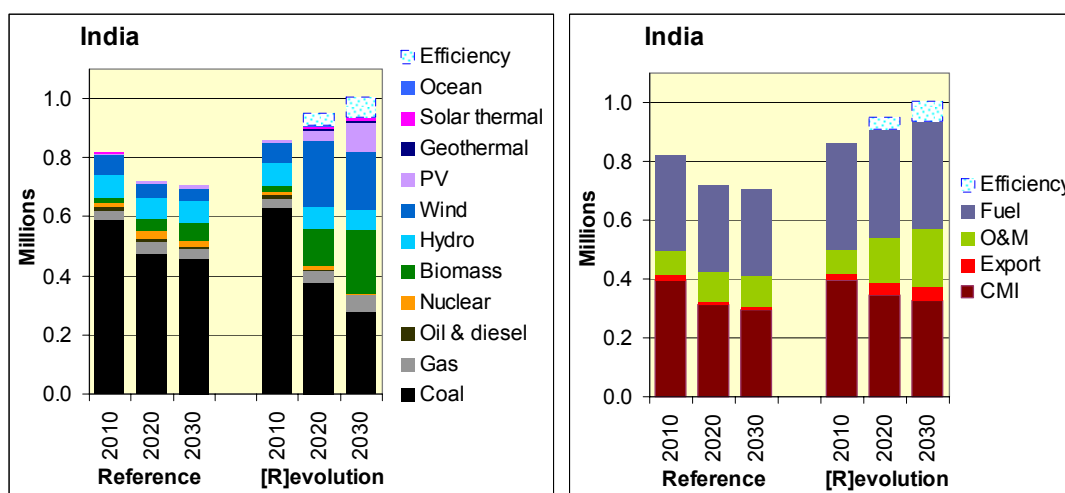 India
Millions
1.0
0.8
0.6
0.4
0.2
0.0
2010
2020
2030
2010
2020
2030
Reference
[R]evolution
Efficiency
Ocean
Solar thermal
Geothermal
PV
Wind
Hydro
Biomass
Nuclear
Oil & diesel
Gas
Coal
India
Millions
1.0
0.8
0.6
0.4
0.2
0.0
2010
2020
2030
2010
2020
2030
Reference
[R]evolution
Efficiency
Fuel
O&M
Export
CMI